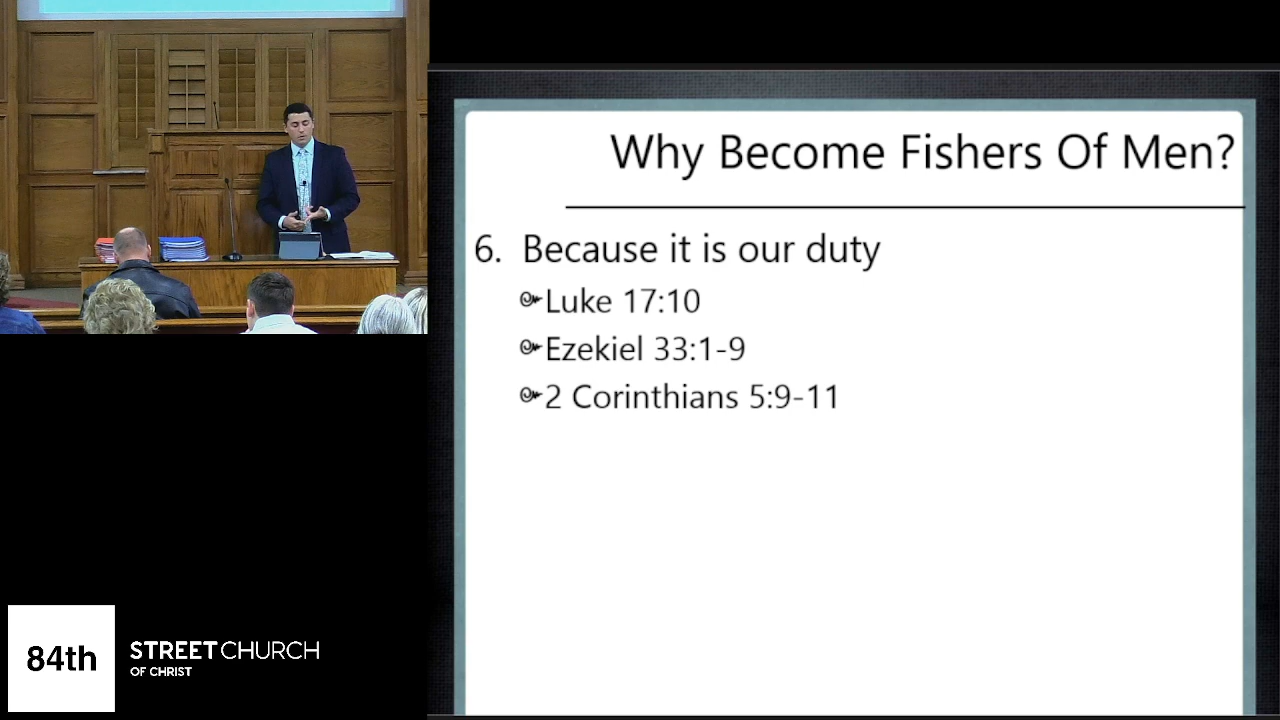 Why Become Fishers Of Men?
6. Because it is our duty
Luke 17:10
Ezekiel 33:1-9
2 Corinthians 5:9-11
84th
STREET CHURCH
OF CHRIST